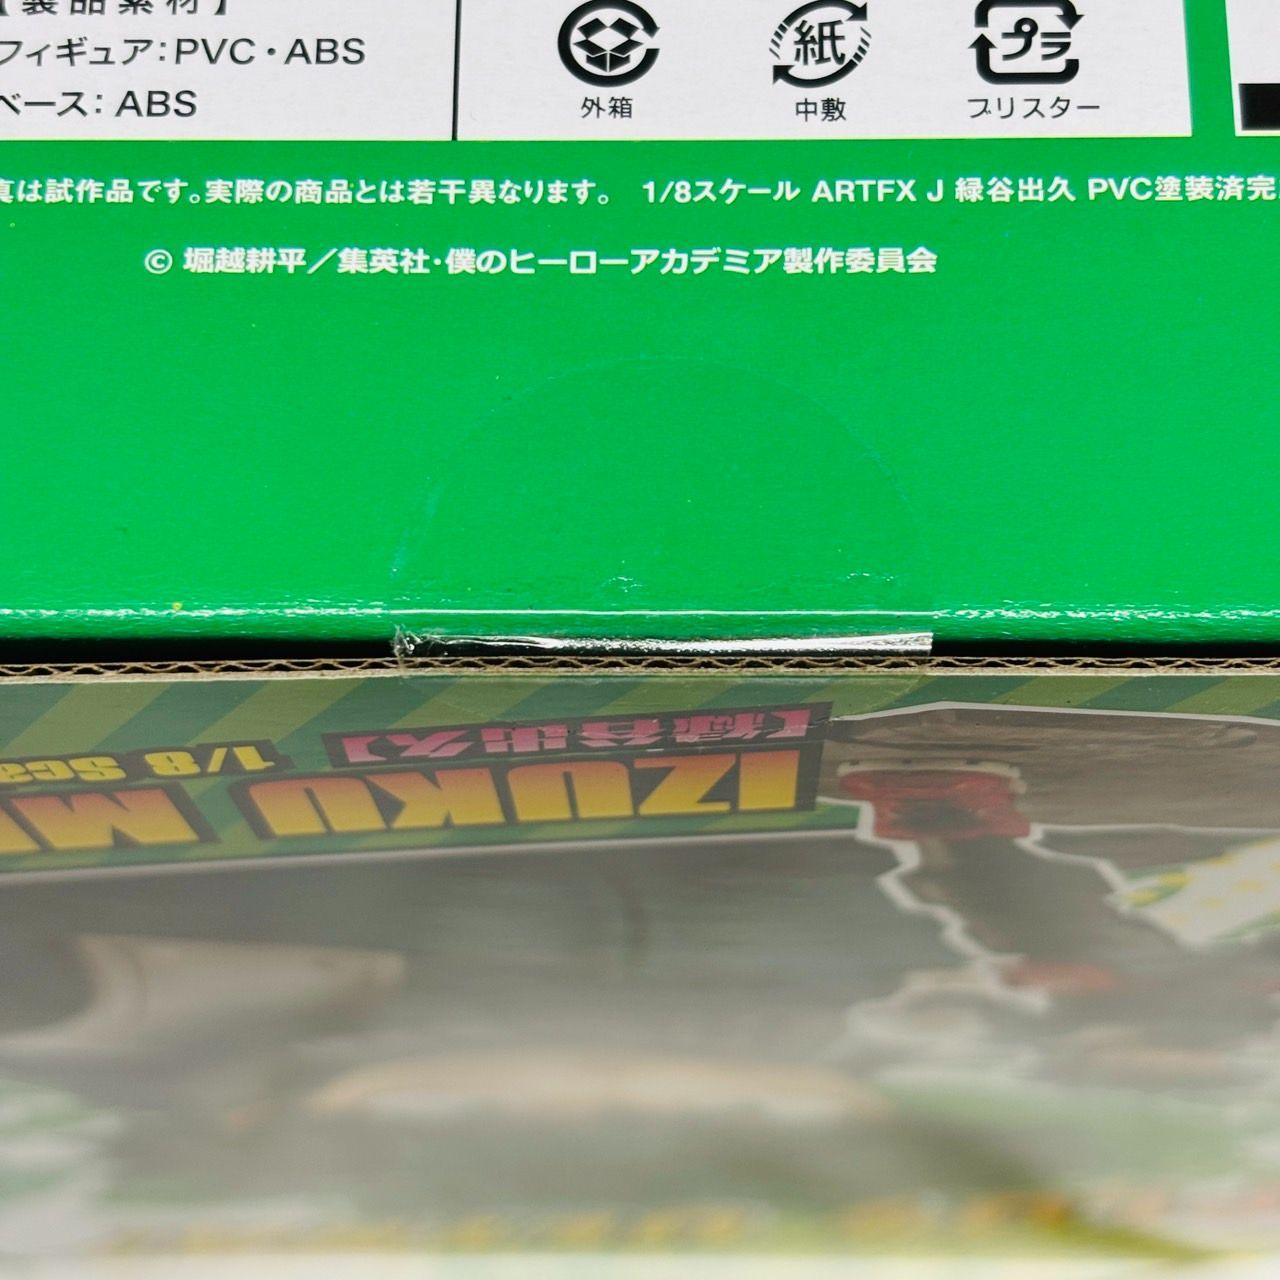 【製品素材】
フィギュア:PVC・ABS
ベース:ABS
外箱
紙
中敷
プラ
ブリスター
真は試作品です。実際の商品とは若干異なります。 1/8スケール ARTFX J 緑谷出久 PVC塗装済完
© 堀越耕平／集英社・僕のヒーローアカデミア製作委員会
【緑谷出久】
IZUKU M
1/8 Sca